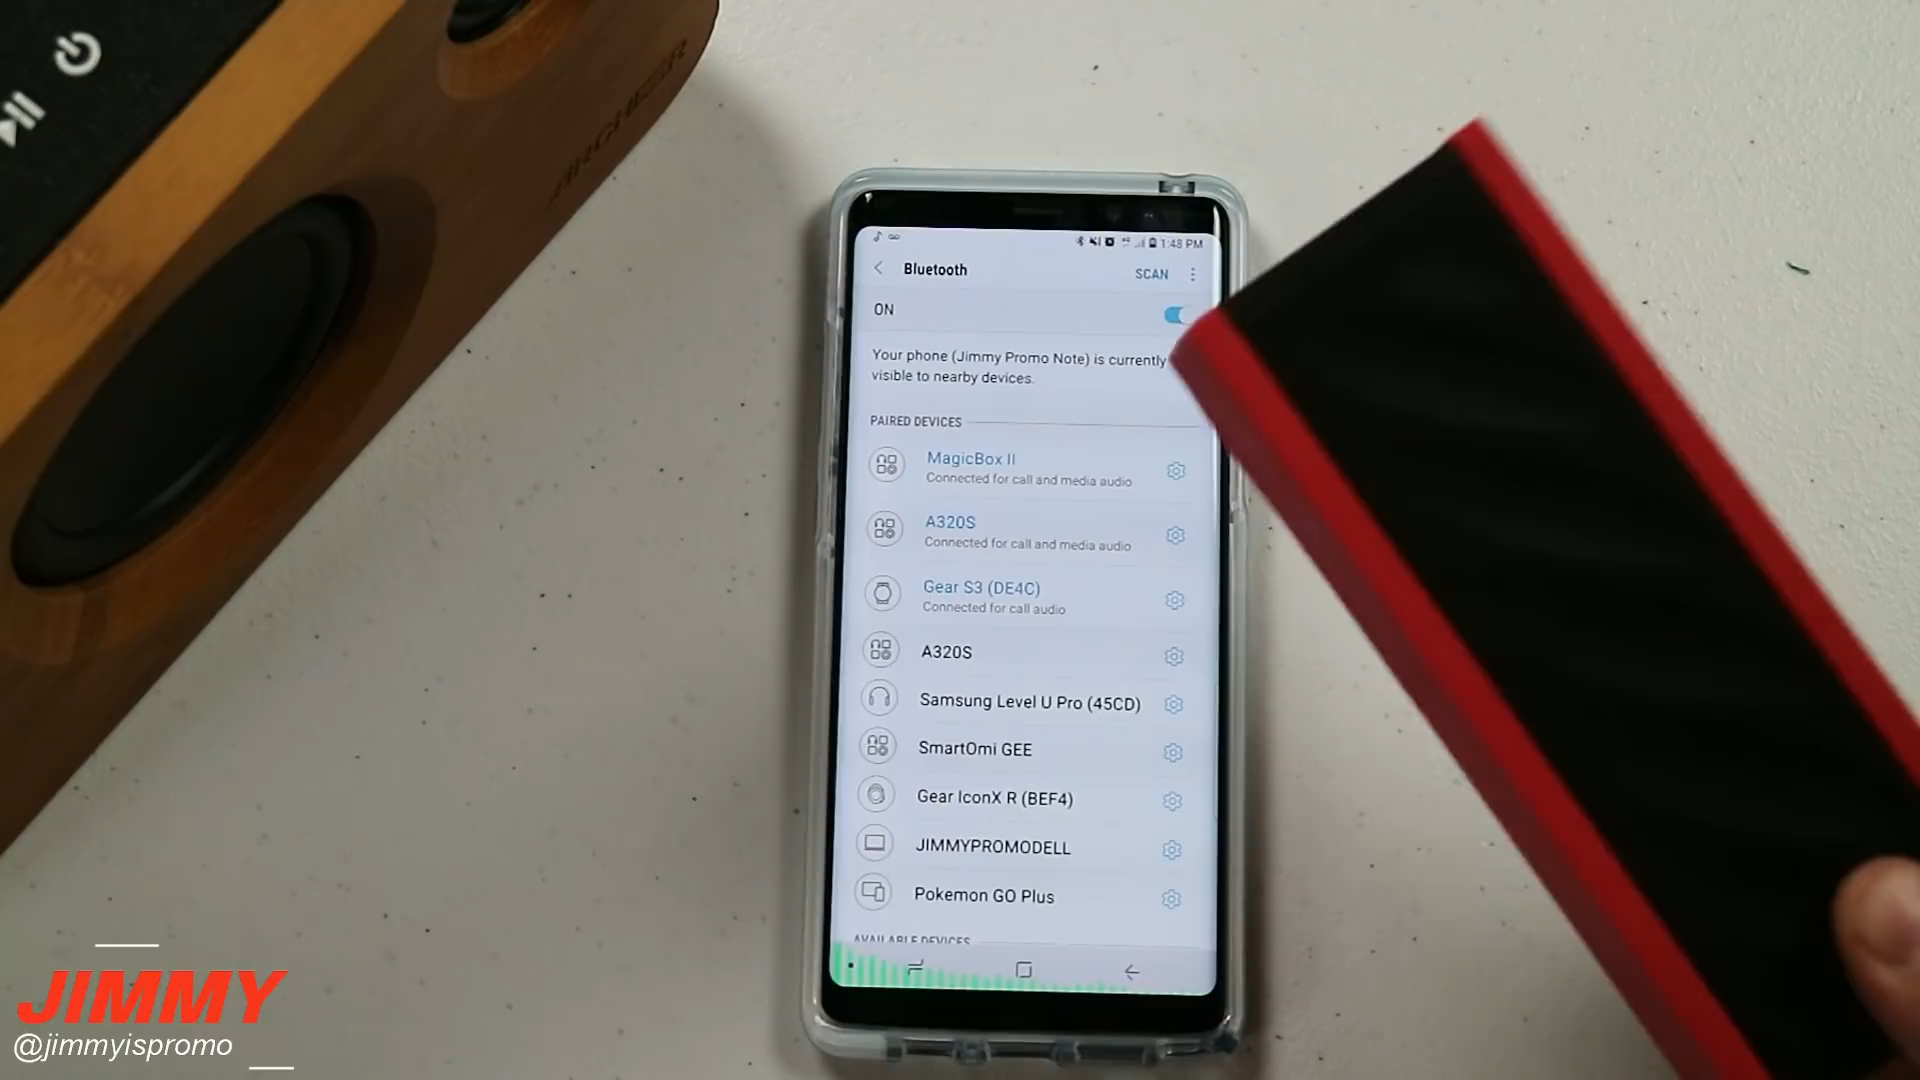 ARCHEER
1:48 PM
Bluetooth
SCAN
ON
Your phone (Jimmy Promo Note) is currently
visible to nearby devices.
PAIRED DEVICES
MagicBox II
Connected for call and media audio
A320S
Connected for call and media audio
Gear S3 (DE4C)
Connected for call audio
A320S
Samsung Level U Pro (45CD)
SmartOmi GEE
Gear IconX R (BEF4)
JIMMYPROMODELL
Pokemon GO Plus
AVAILABLE DEVICES
JIMMY
@jimmyispromo